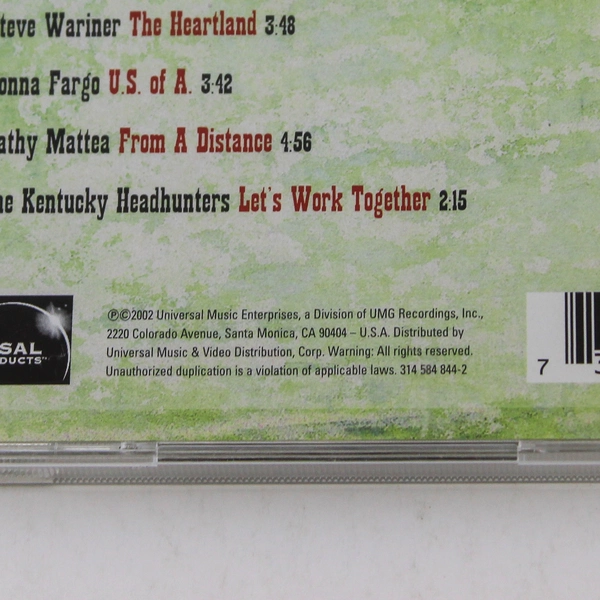 teve Wariner The Heartland 3:48
onna Fargo U.S. of A. 3:42
athy Mattea From A Distance 4:56
he Kentucky Headhunters Let's Work Together 2:15
℗©2002 Universal Music Enterprises, a Division of UMG Recordings, Inc.,
2220 Colorado Avenue, Santa Monica, CA 90404 – U.S.A. Distributed by
Universal Music & Video Distribution, Corp. Warning: All rights reserved.
Unauthorized duplication is a violation of applicable laws. 314 584 844-2
SAL
DUCTS™
7